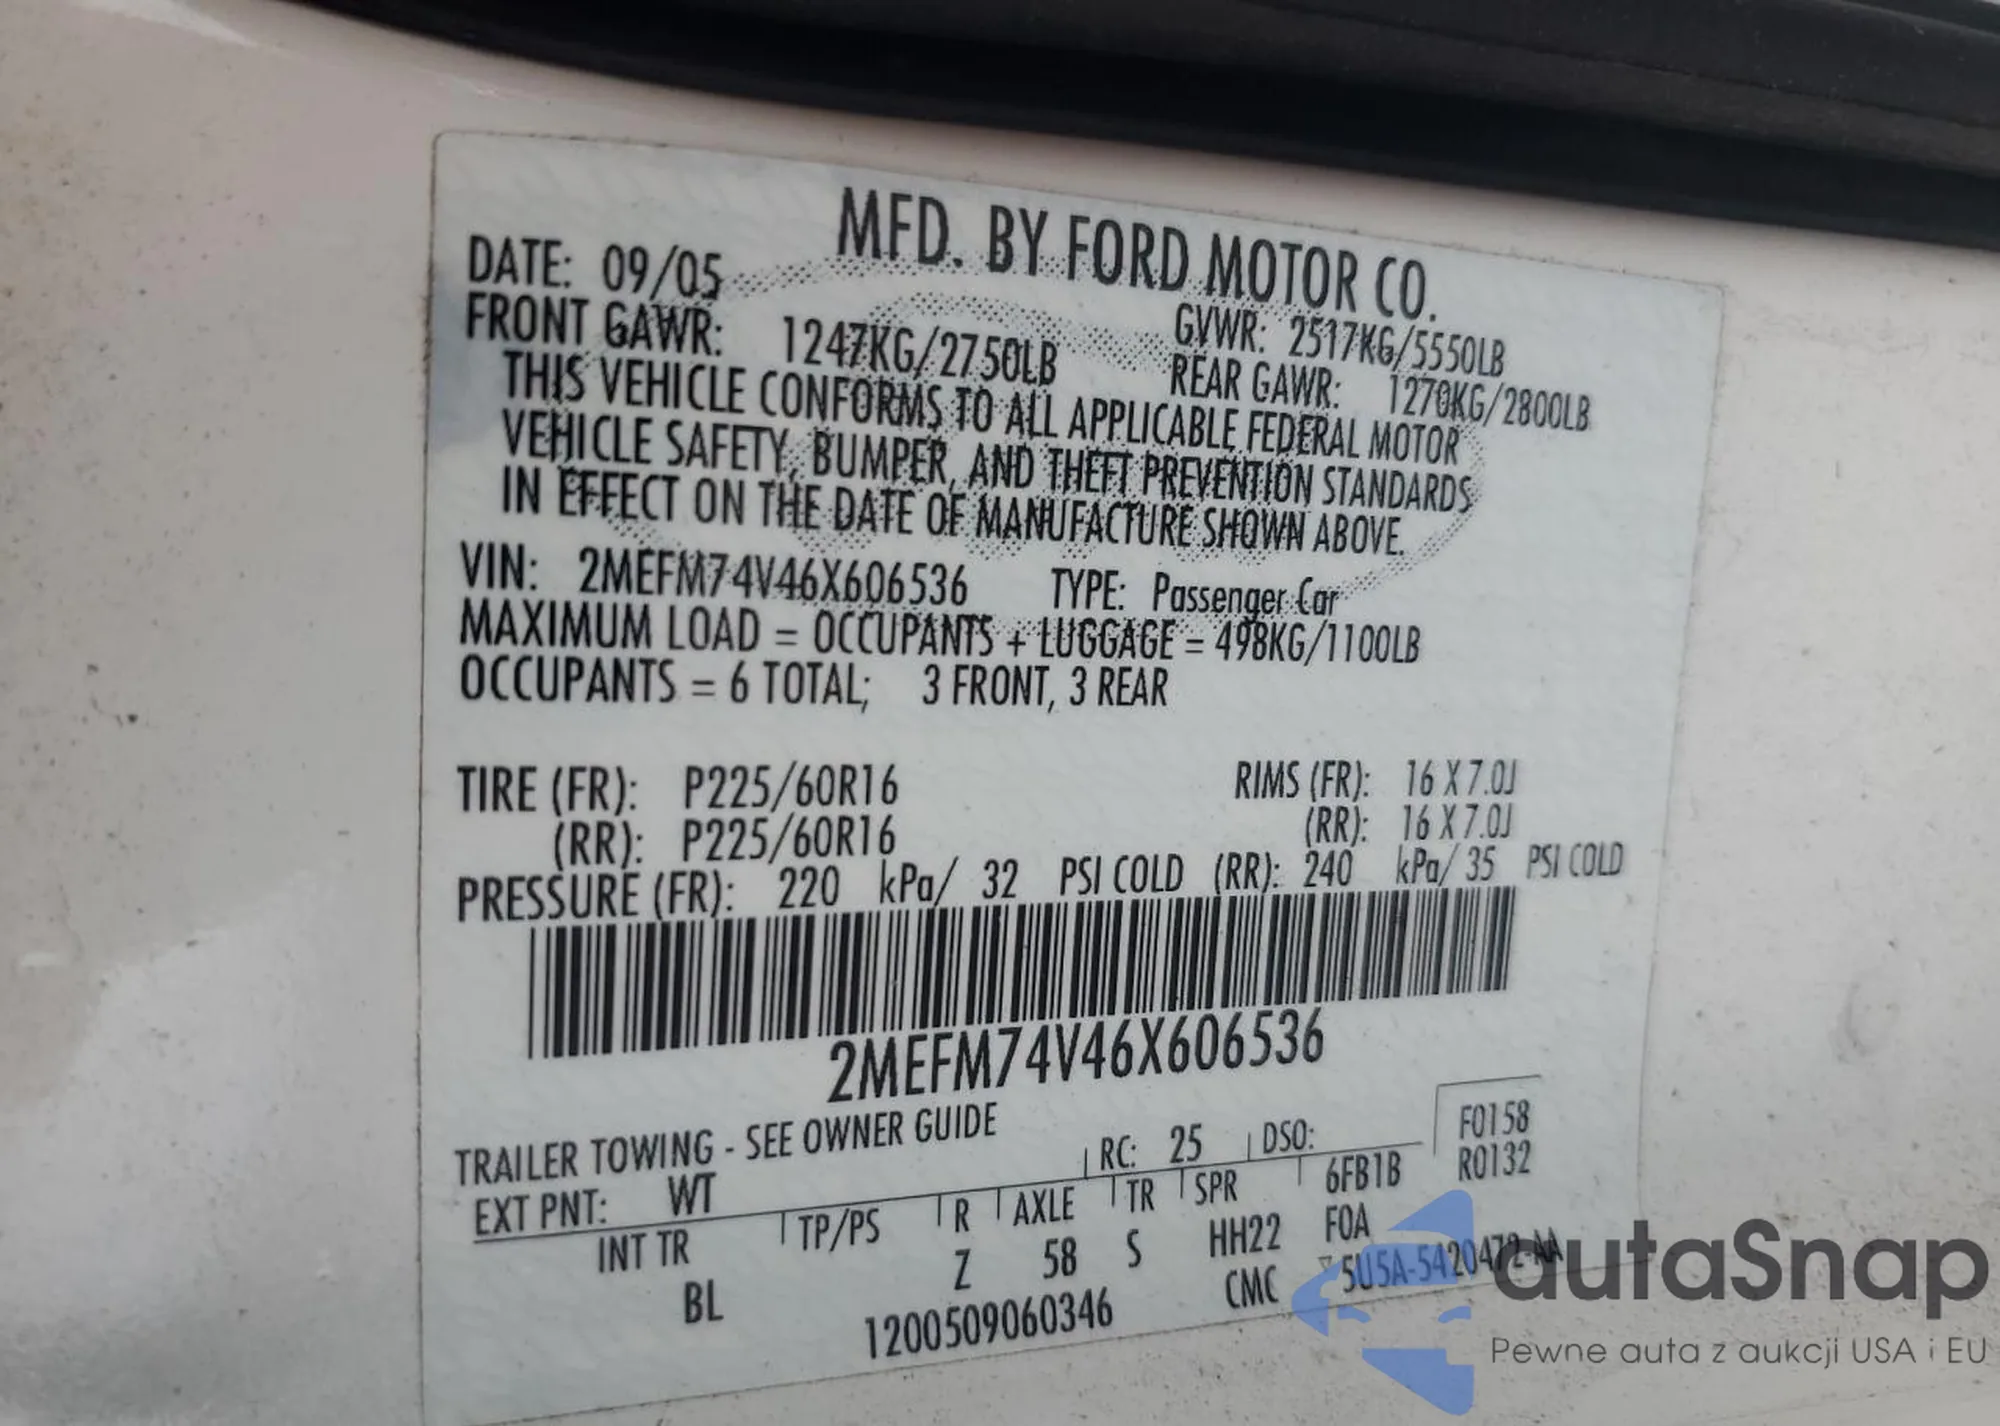 MFD. BY FORD MOTOR CO.
DATE: 09/05
GVWR: 2517KG/5550LB
FRONT GAWR: 1247KG/2750LB
REAR GAWR: 1270KG/2800LB
THIS VEHICLE CONFORMS TO ALL APPLICABLE FEDERAL MOTOR
VEHICLE SAFETY, BUMPER, AND THEFT PREVENTION STANDARDS
IN EFFECT ON THE DATE OF MANUFACTURE SHOWN ABOVE.
VIN: 2MEFM74V46X606536 TYPE: Passenger Car
MAXIMUM LOAD = OCCUPANTS + LUGGAGE = 498KG/1100LB
OCCUPANTS = 6 TOTAL; 3 FRONT, 3 REAR
TIRE (FR): P225/60R16 RIMS (FR): 16 X 7.0J
(RR): P225/60R16 (RR): 16 X 7.0J
PRESSURE (FR): 220 kPa/ 32 PSI COLD (RR): 240 kPa/ 35 PSI COLD
2MEFM74V46X606536
TRAILER TOWING - SEE OWNER GUIDE
F0158
R0132
EXT PNT: WT RC: 25 DSO:
INT TR TP/PS R AXLE TR SPR 6FB1B
BL Z 58 S HH22 FOA
1200509060346 CMC 5U5A-5420472-AA
autaSnap
Pewne auta z aukcji USA i EU